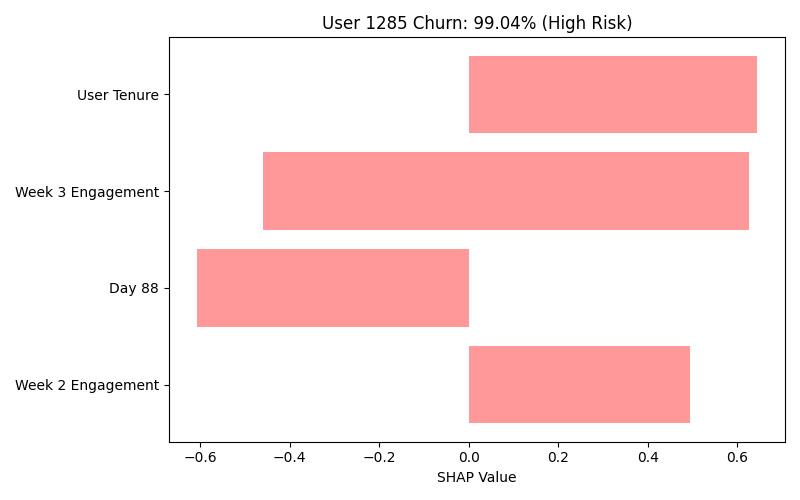 User 1285 Churn: 99.04% (High Risk)
User Tenure
Week 3 Engagement
Day 88
Week 2 Engagement
−0.6 −0.4 −0.2 0.0 0.2 0.4 0.6
SHAP Value